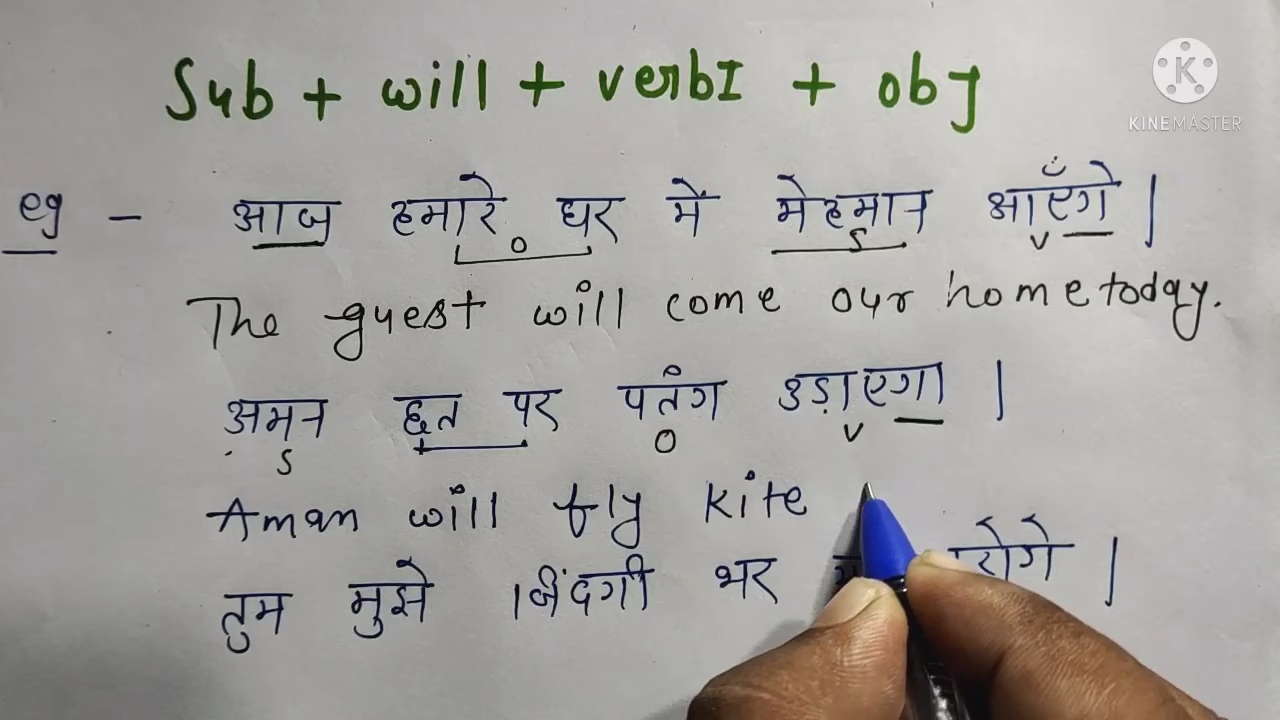 Sub + will + verbI + obj
KINEMASTER
eg - आज हमारे घर में मेहमान आएँगे |
O S V
The guest will come our home today.
अमन छत पर पतंग उड़ाएगा |
S O V
Aman will fly kite
तुम मुझे जिंदगी भर रोगे |